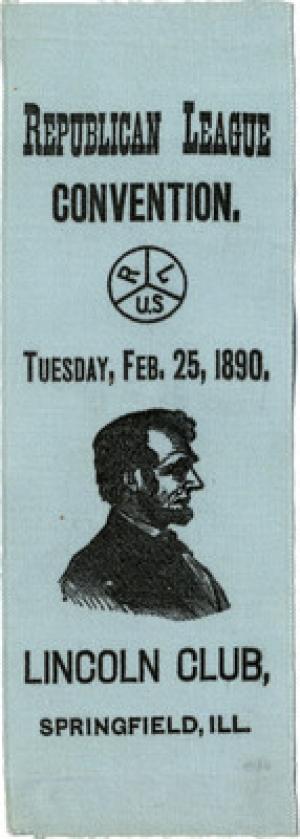 REPUBLICAN LEAGUE
CONVENTION.
R L
U.S
TUESDAY, FEB. 25, 1890.
LINCOLN CLUB,
SPRINGFIELD, ILL.